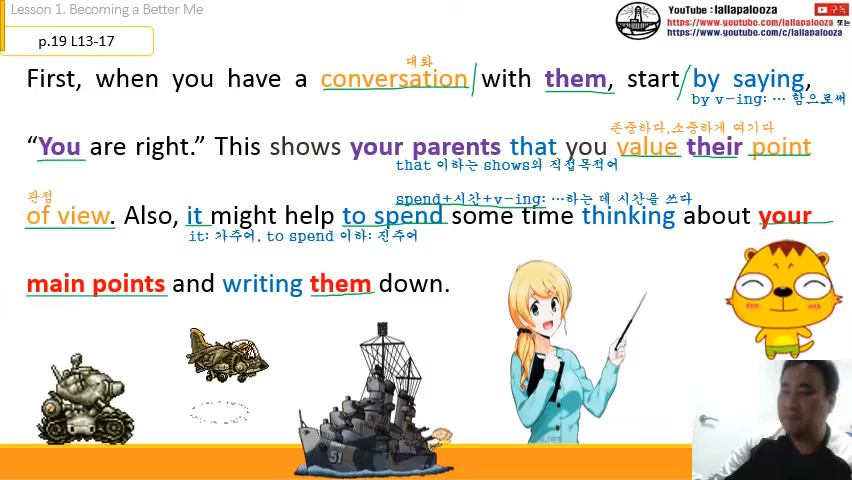 Lesson 1. Becoming a Better Me
YouTube : lallapalooza
구독
https://www.youtube.com/lallapalooza 또는
https://www.youtube.com/c/lallapalooza
p.19 L13-17
대화
First, when you have a conversation with them, start by saying,
by v-ing: … 함으로써
존중하다,소중하게 여기다
“You are right.” This shows your parents that you value their point
that 이하는 shows의 직접목적어
관점
spend+시간+v-ing: …하는 데 시간을 쓰다
of view. Also, it might help to spend some time thinking about your
it: 가주어, to spend 이하: 진주어
main points and writing them down.
51